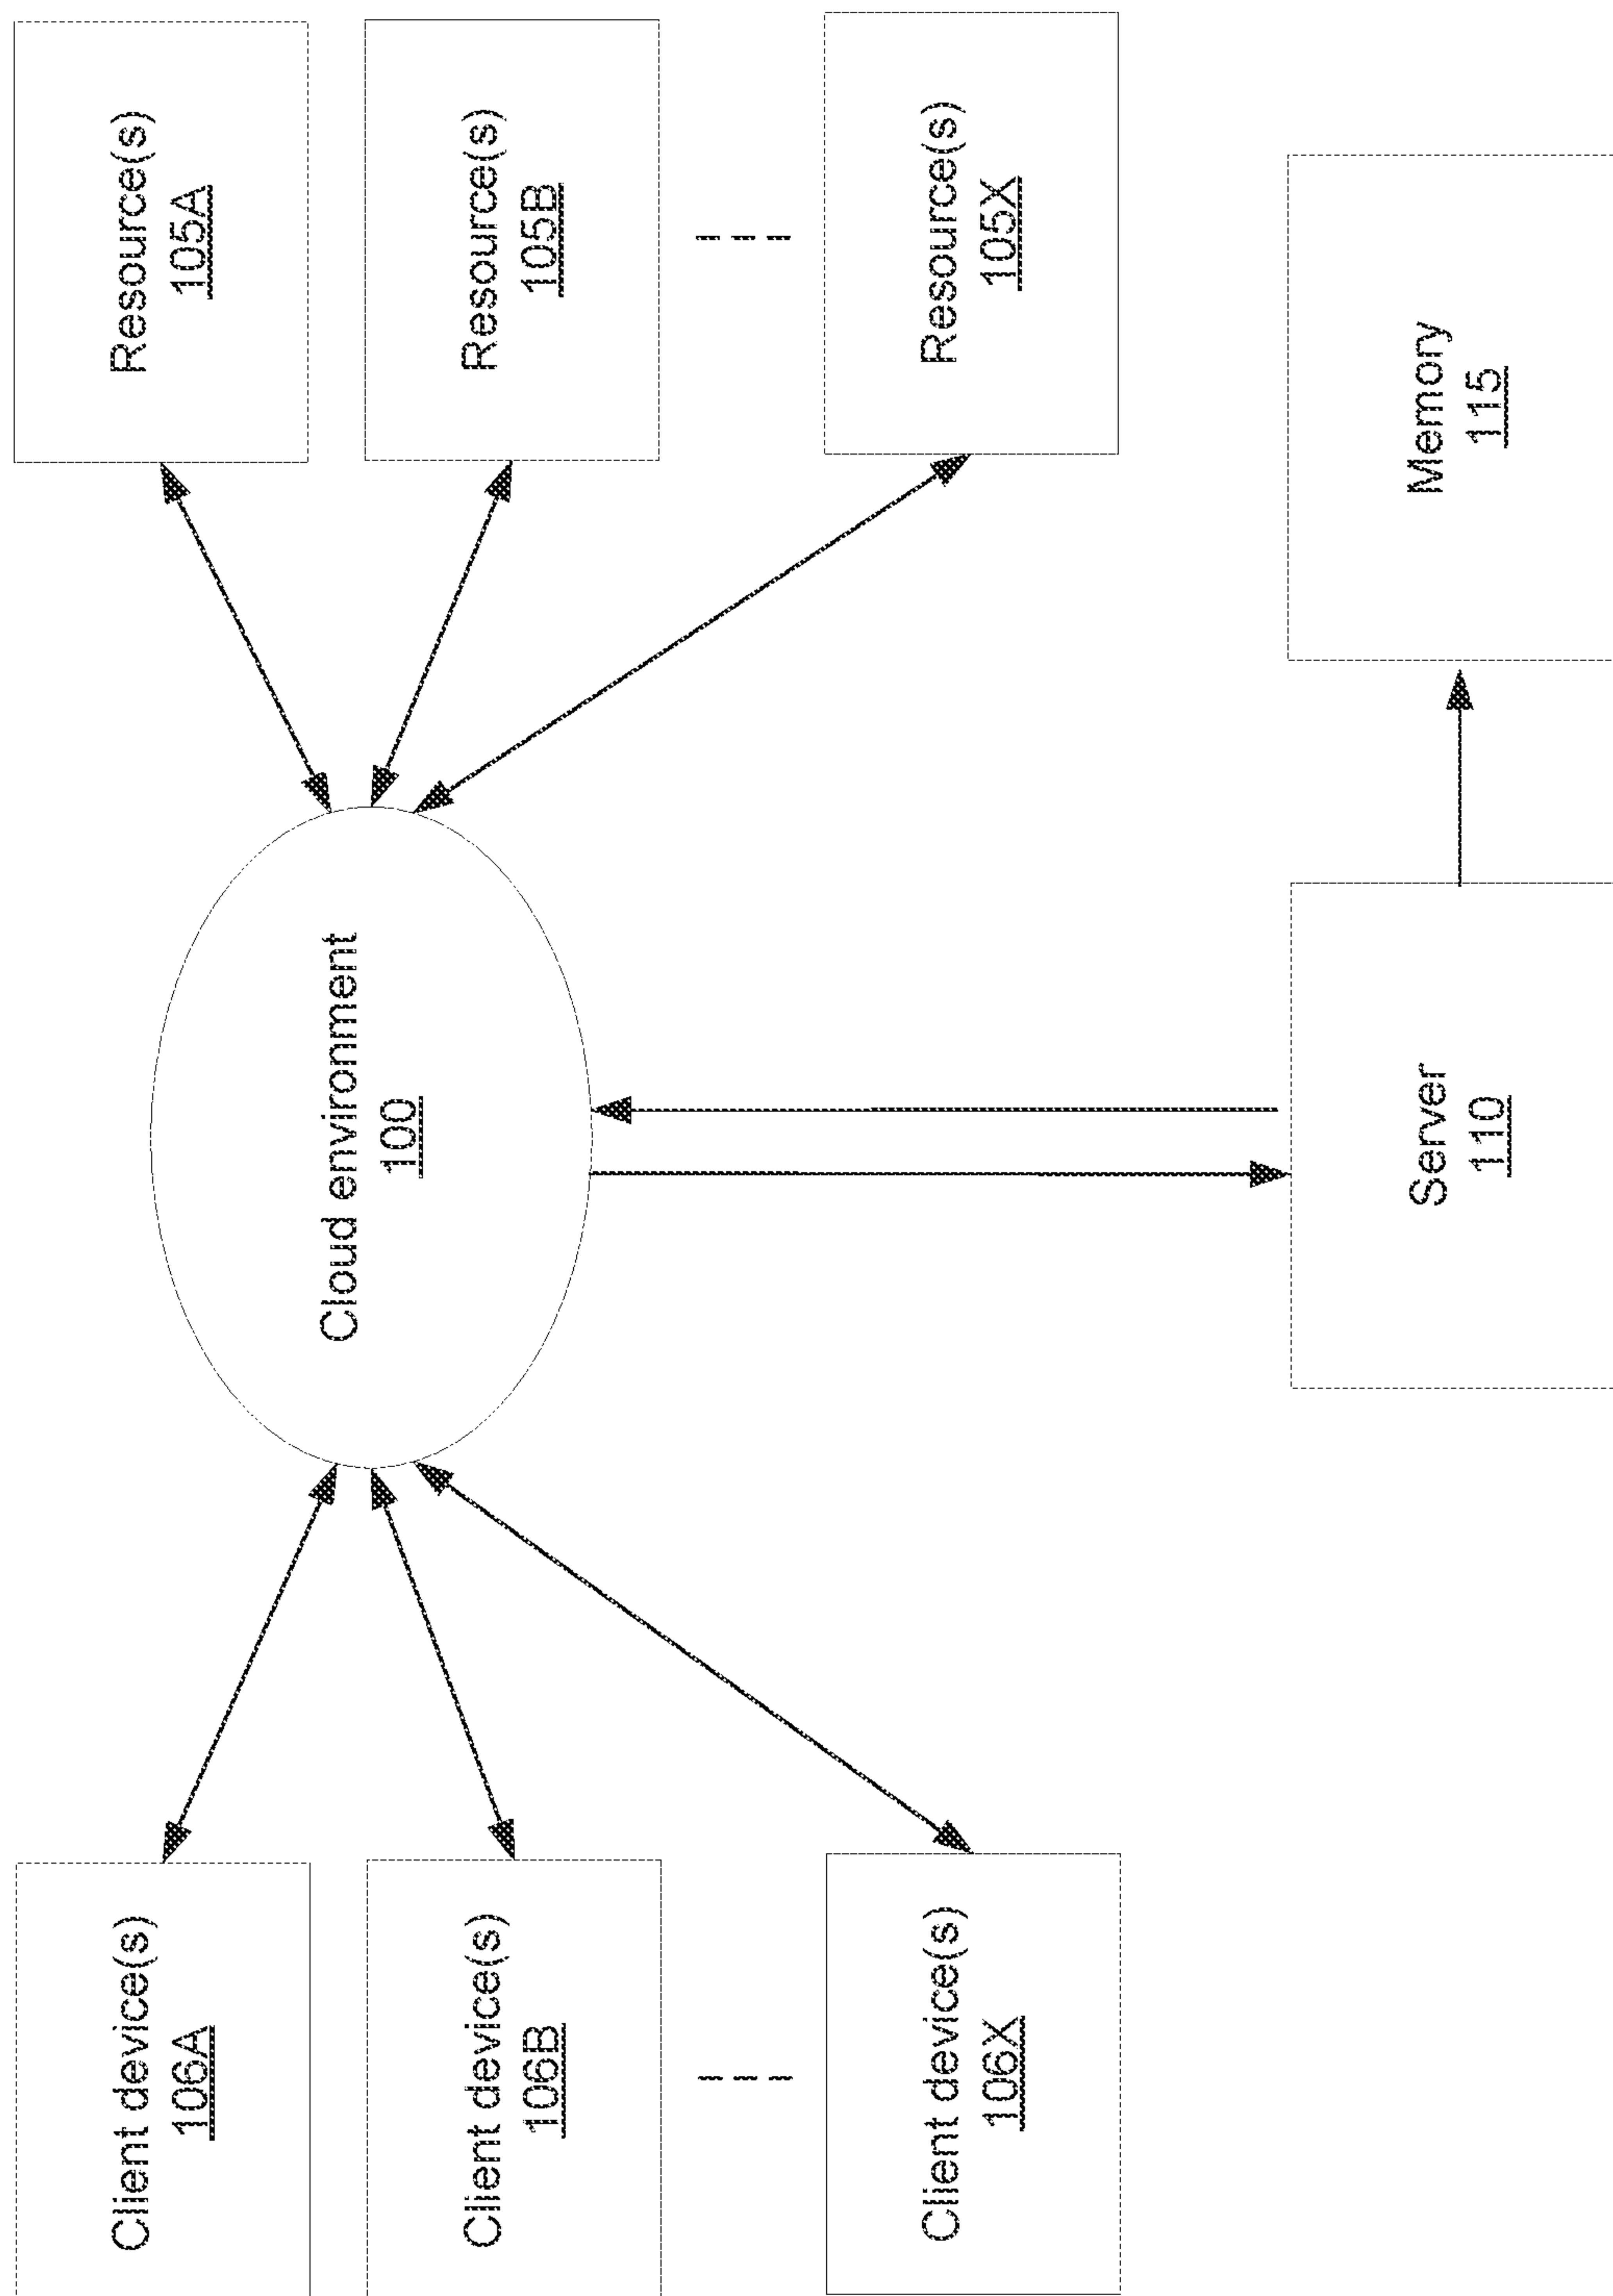 Client device(s)
106A
Client device(s)
106B
Client device(s)
106X
Cloud environment
100
Resource(s)
105A
Resource(s)
105B
Resource(s)
105X
Server
110
Memory
115